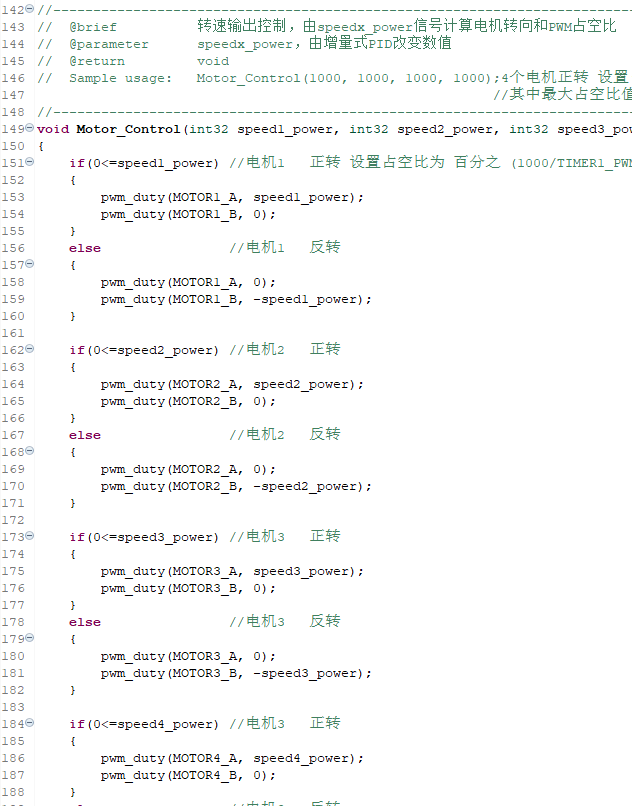 142 //------------------------------------------------------------------------
143 //  @brief          转速输出控制,由speedx_power信号计算电机转向和PWM占空比
144 //  @parameter      speedx_power,由增量式PID改变数值
145 //  @return         void
146 //  Sample usage:   Motor_Control(1000, 1000, 1000, 1000);4个电机正转 设置
147                                                          //其中最大占空比值
148 //------------------------------------------------------------------------
149 void Motor_Control(int32 speed1_power, int32 speed2_power, int32 speed3_pow
150 {
151     if(0<=speed1_power) //电机1   正转 设置占空比为 百分之 (1000/TIMER1_PWM
152     {
153         pwm_duty(MOTOR1_A, speed1_power);
154         pwm_duty(MOTOR1_B, 0);
155     }
156     else                //电机1   反转
157     {
158         pwm_duty(MOTOR1_A, 0);
159         pwm_duty(MOTOR1_B, -speed1_power);
160     }
161
162     if(0<=speed2_power) //电机2   正转
163     {
164         pwm_duty(MOTOR2_A, speed2_power);
165         pwm_duty(MOTOR2_B, 0);
166     }
167     else                //电机2   反转
168     {
169         pwm_duty(MOTOR2_A, 0);
170         pwm_duty(MOTOR2_B, -speed2_power);
171     }
172
173     if(0<=speed3_power) //电机3   正转
174     {
175         pwm_duty(MOTOR3_A, speed3_power);
176         pwm_duty(MOTOR3_B, 0);
177     }
178     else                //电机3   反转
179     {
180         pwm_duty(MOTOR3_A, 0);
181         pwm_duty(MOTOR3_B, -speed3_power);
182     }
183
184     if(0<=speed4_power) //电机3   正转
185     {
186         pwm_duty(MOTOR4_A, speed4_power);
187         pwm_duty(MOTOR4_B, 0);
188     }